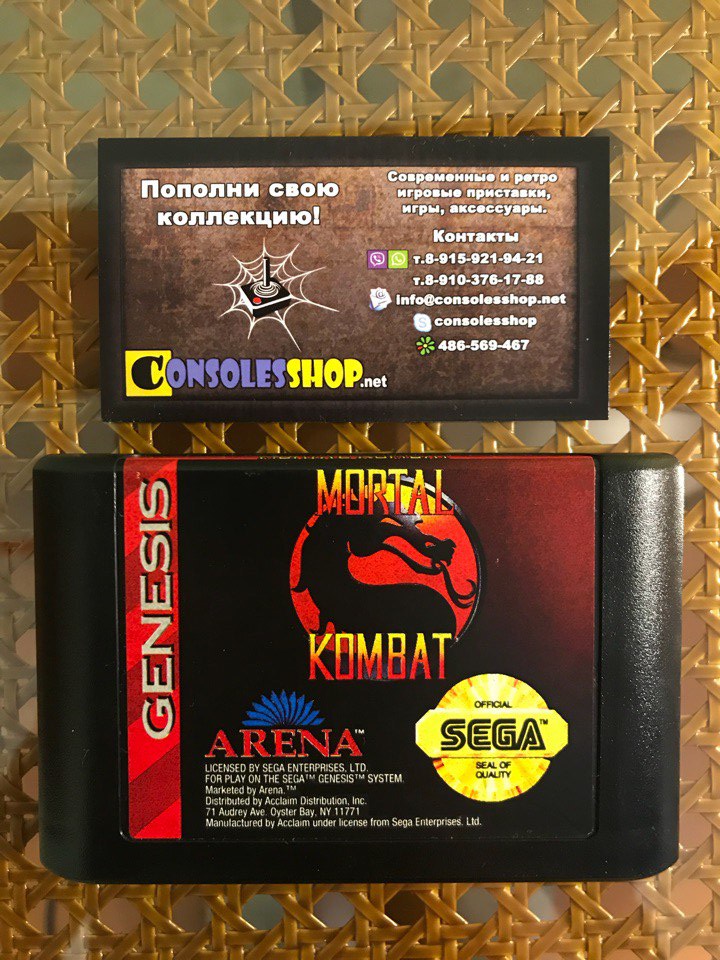 Пополни свою
коллекцию!
CONSOLESSHOP.net
Современные и ретро
игровые приставки,
игры, аксессуары.
Контакты
т.8-915-921-94-21
т.8-910-376-17-88
info@consolesshop.net
consolesshop
486-569-467
GENESIS
MORTAL
KOMBAT
ARENA™
LICENSED BY SEGA ENTERPRISES, LTD.
FOR PLAY ON THE SEGA™ GENESIS™ SYSTEM.
Marketed by Arena.™
Distributed by Acclaim Distribution, Inc.
71 Audrey Ave. Oyster Bay, NY 11771
Manufactured by Acclaim under license from Sega Enterprises. Ltd.
OFFICIAL
SEGA™
SEAL OF
QUALITY